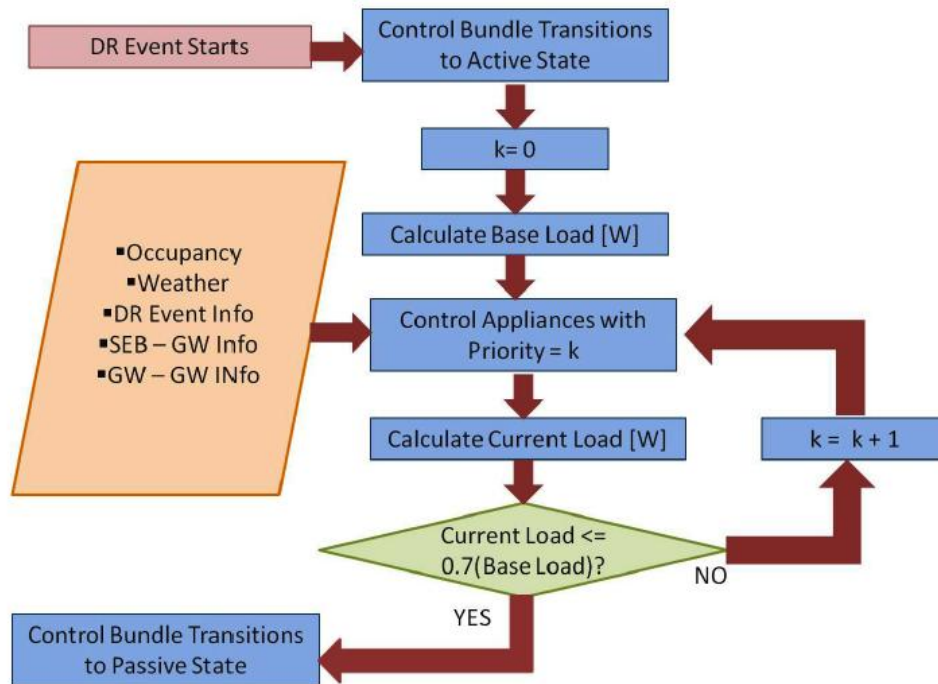 DR Event Starts
Control Bundle Transitions
to Active State
k= 0
Calculate Base Load [W]
▪Occupancy
▪Weather
▪DR Event Info
▪SEB – GW Info
▪GW – GW INfo
Control Appliances with
Priority = k
Calculate Current Load [W]
k = k + 1
Current Load <=
0.7(Base Load)?
NO
YES
Control Bundle Transitions
to Passive State